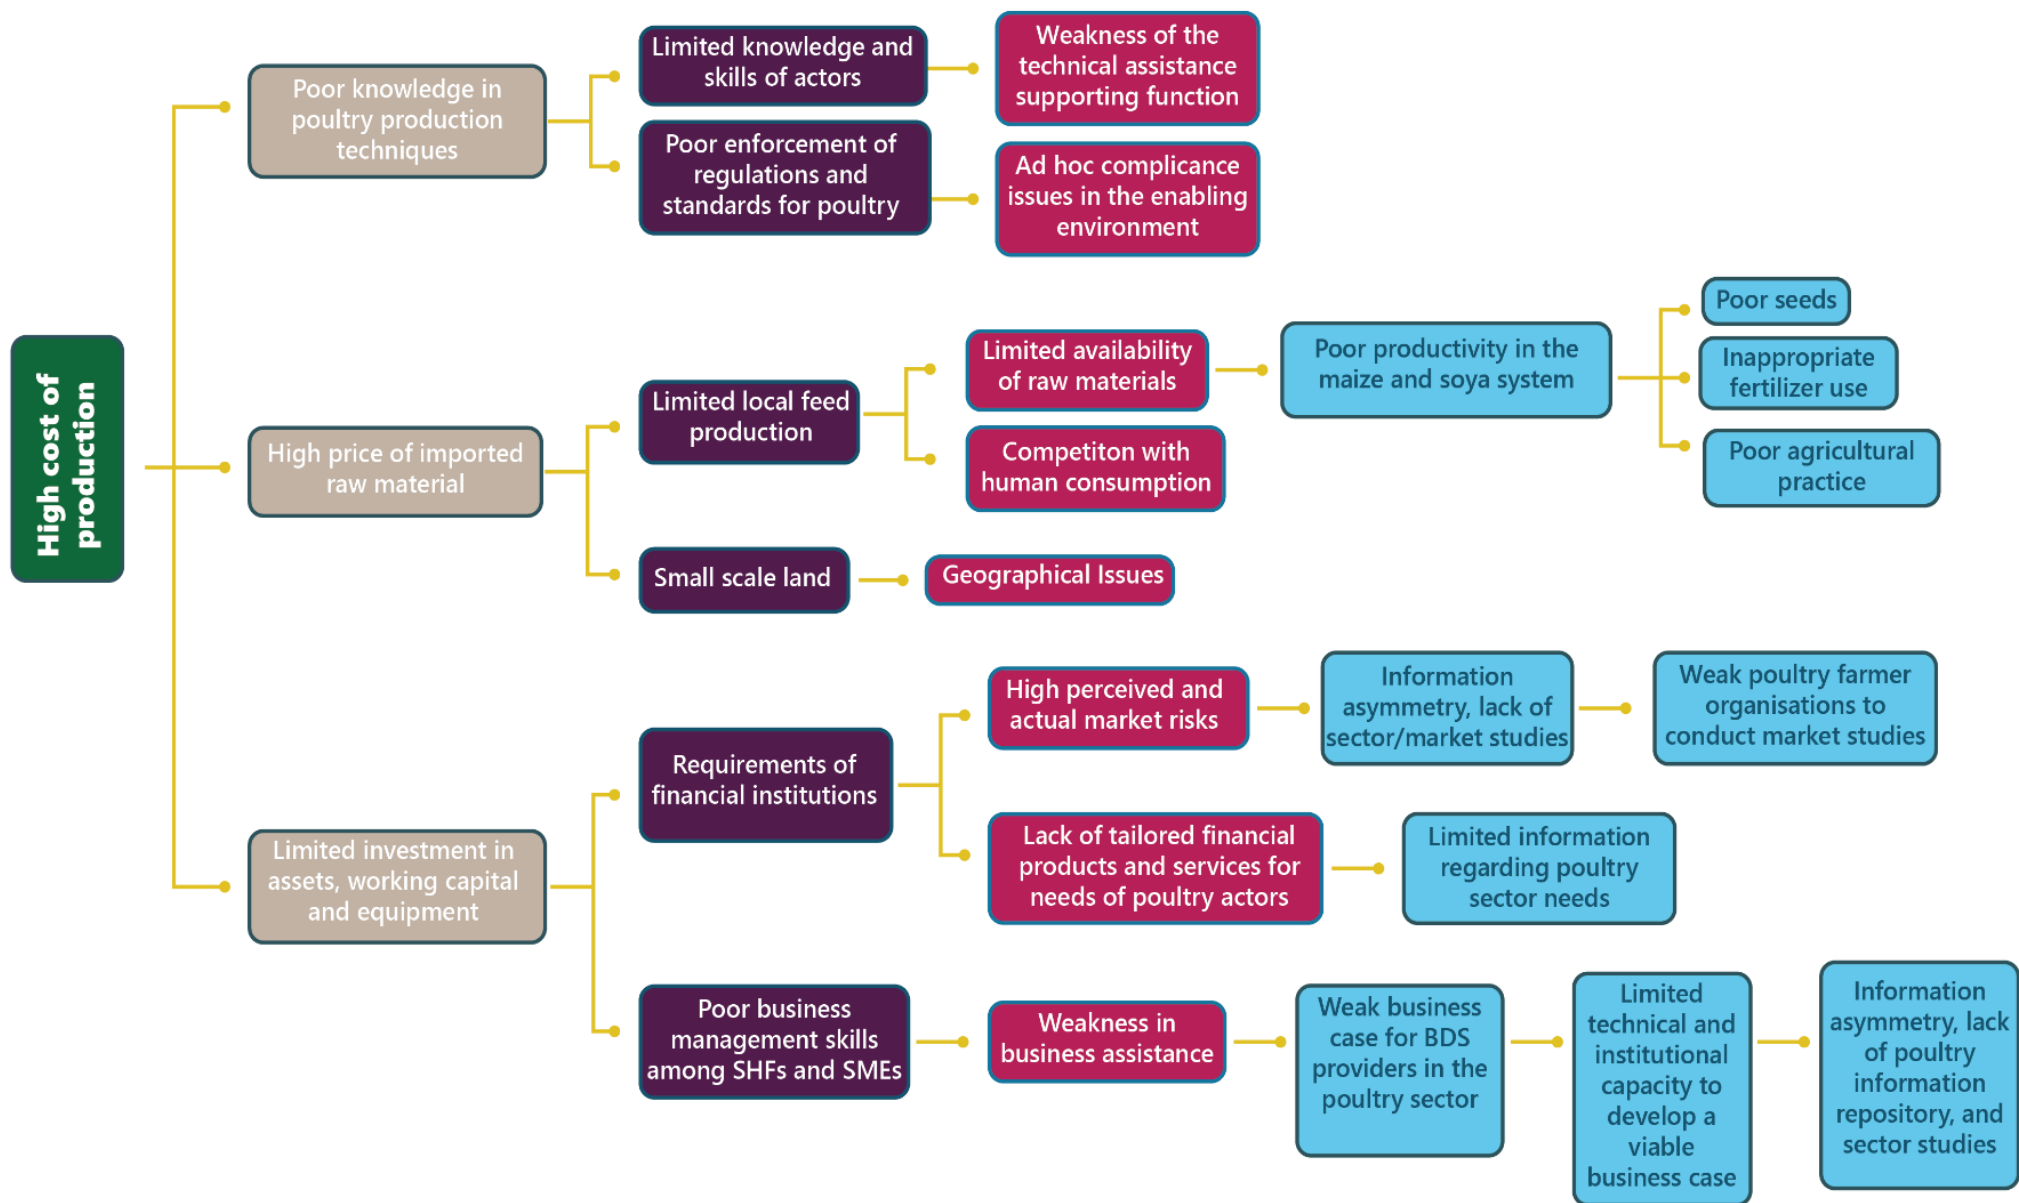 High cost of
production
Poor knowledge in
poultry production
techniques
Limited knowledge and
skills of actors
Weakness of the
technical assistance
supporting function
Poor enforcement of
regulations and
standards for poultry
Ad hoc complicance
issues in the enabling
environment
High price of imported
raw material
Limited local feed
production
Limited availability
of raw materials
Poor productivity in the
maize and soya system
Poor seeds
Inappropriate
fertilizer use
Poor agricultural
practice
Competiton with
human consumption
Small scale land
Geographical Issues
Limited investment in
assets, working capital
and equipment
Requirements of
financial institutions
High perceived and
actual market risks
Information
asymmetry, lack of
sector/market studies
Weak poultry farmer
organisations to
conduct market studies
Lack of tailored financial
products and services for
needs of poultry actors
Limited information
regarding poultry
sector needs
Poor business
management skills
among SHFs and SMEs
Weakness in
business assistance
Weak business
case for BDS
providers in the
poultry sector
Limited
technical and
institutional
capacity to
develop a
viable
business case
Information
asymmetry, lack
of poultry
information
repository, and
sector studies